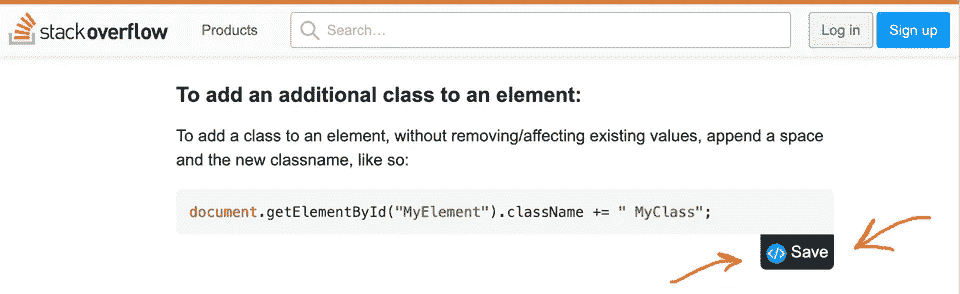 stackoverflow Products Search... Log in Sign up
To add an additional class to an element:
To add a class to an element, without removing/affecting existing values, append a space
and the new classname, like so:
document.getElementById("MyElement").className += " MyClass";
</> Save